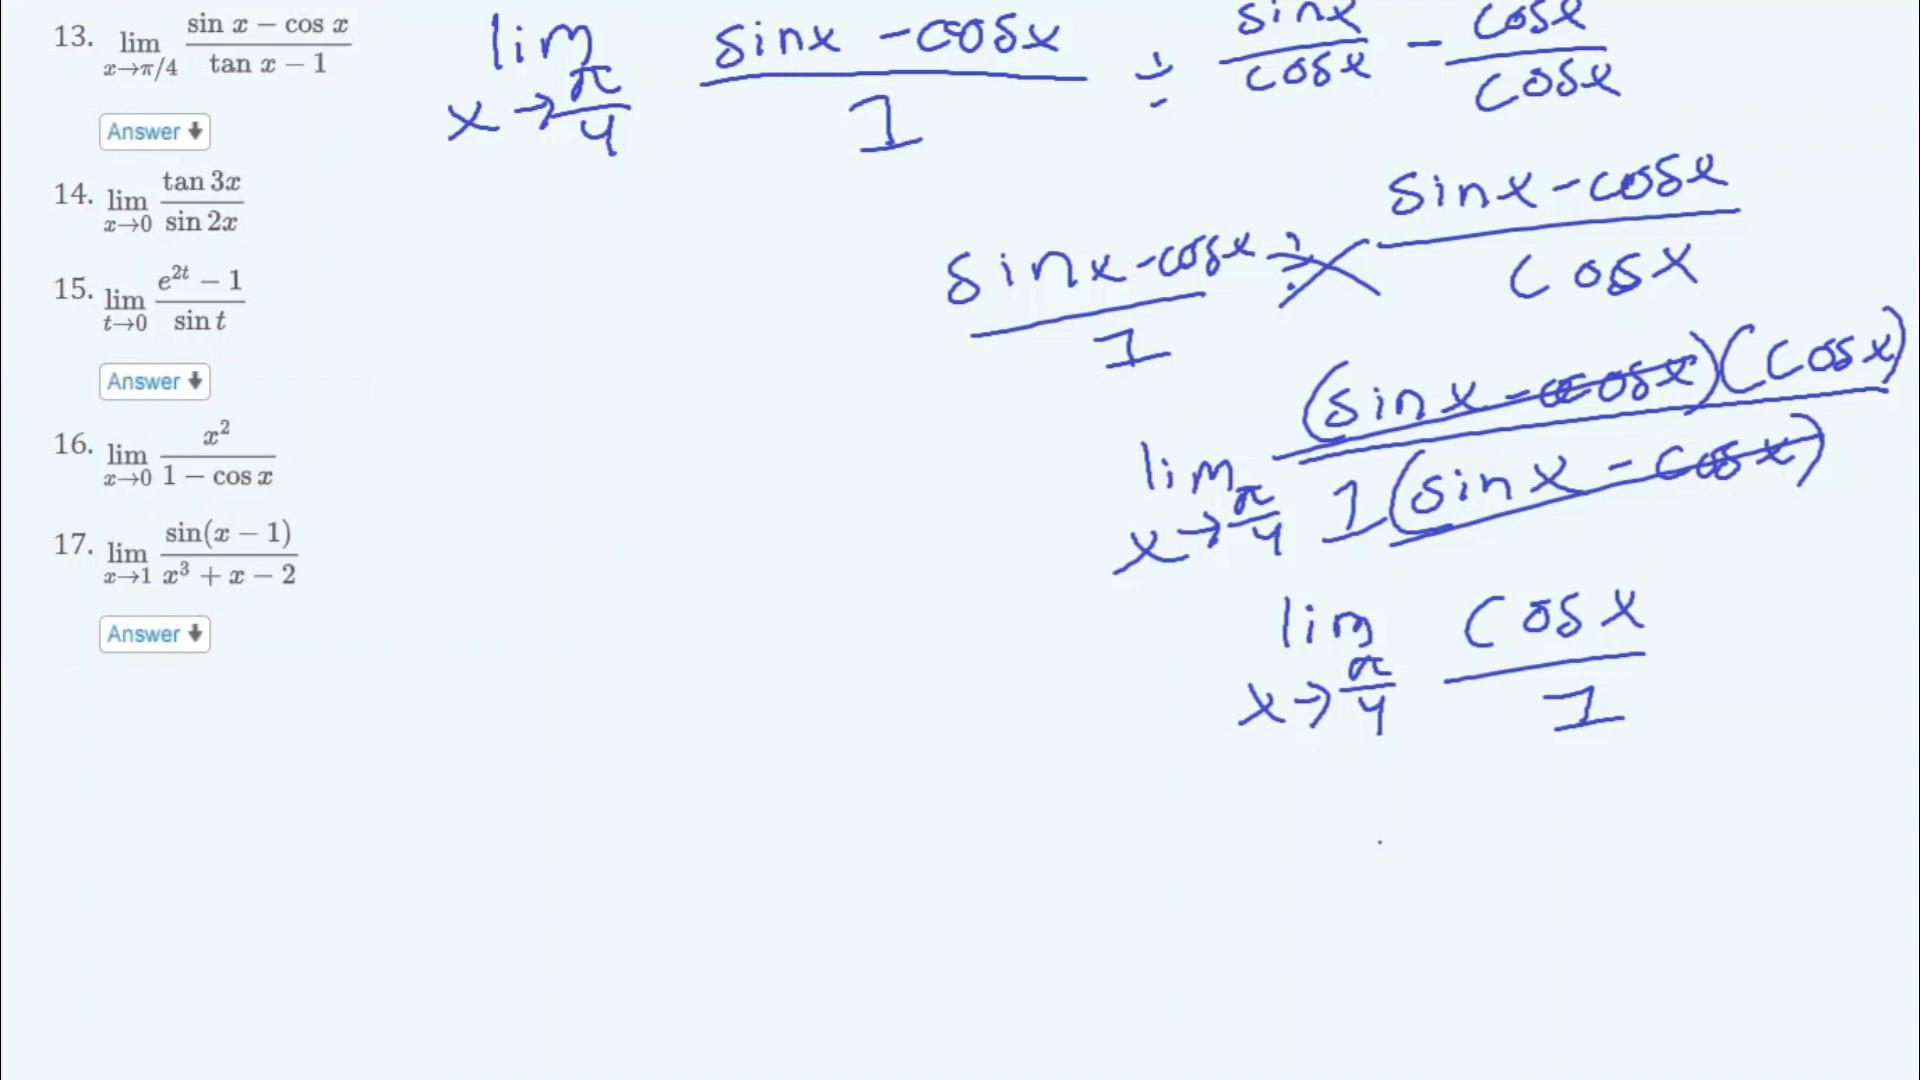 13. lim x→π/4 (sin x − cos x)/(tan x − 1)
Answer
14. lim x→0 (tan 3x)/(sin 2x)
15. lim t→0 (e^{2t} − 1)/(sin t)
Answer
16. lim x→0 x²/(1 − cos x)
17. lim x→1 sin(x − 1)/(x³ + x − 2)
Answer
lim x→π/4 (sinx − cosx)/1 ÷ sinx/cosx − cosx/cosx
(sinx − cosx)/1 ÷ (sinx − cosx)/cosx
lim x→π/4 (sinx − cosx)(cosx)/1(sinx − cosx)
lim x→π/4 cosx/1